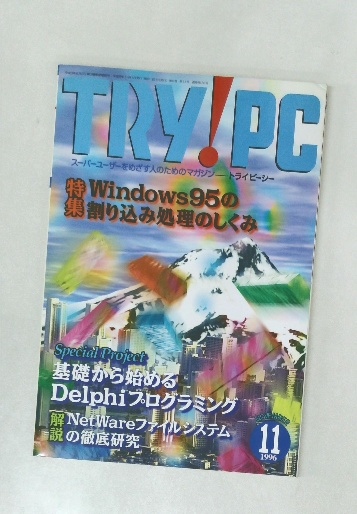 TRY!PC
スーパーユーザーをめざす人のためのマガジン──トライピーシー
特集
Windows95の
割り込み処理のしくみ
Special Project
基礎から始める
Delphiプログラミング
解説
NetWareファイルシステム
の徹底研究
11
1996